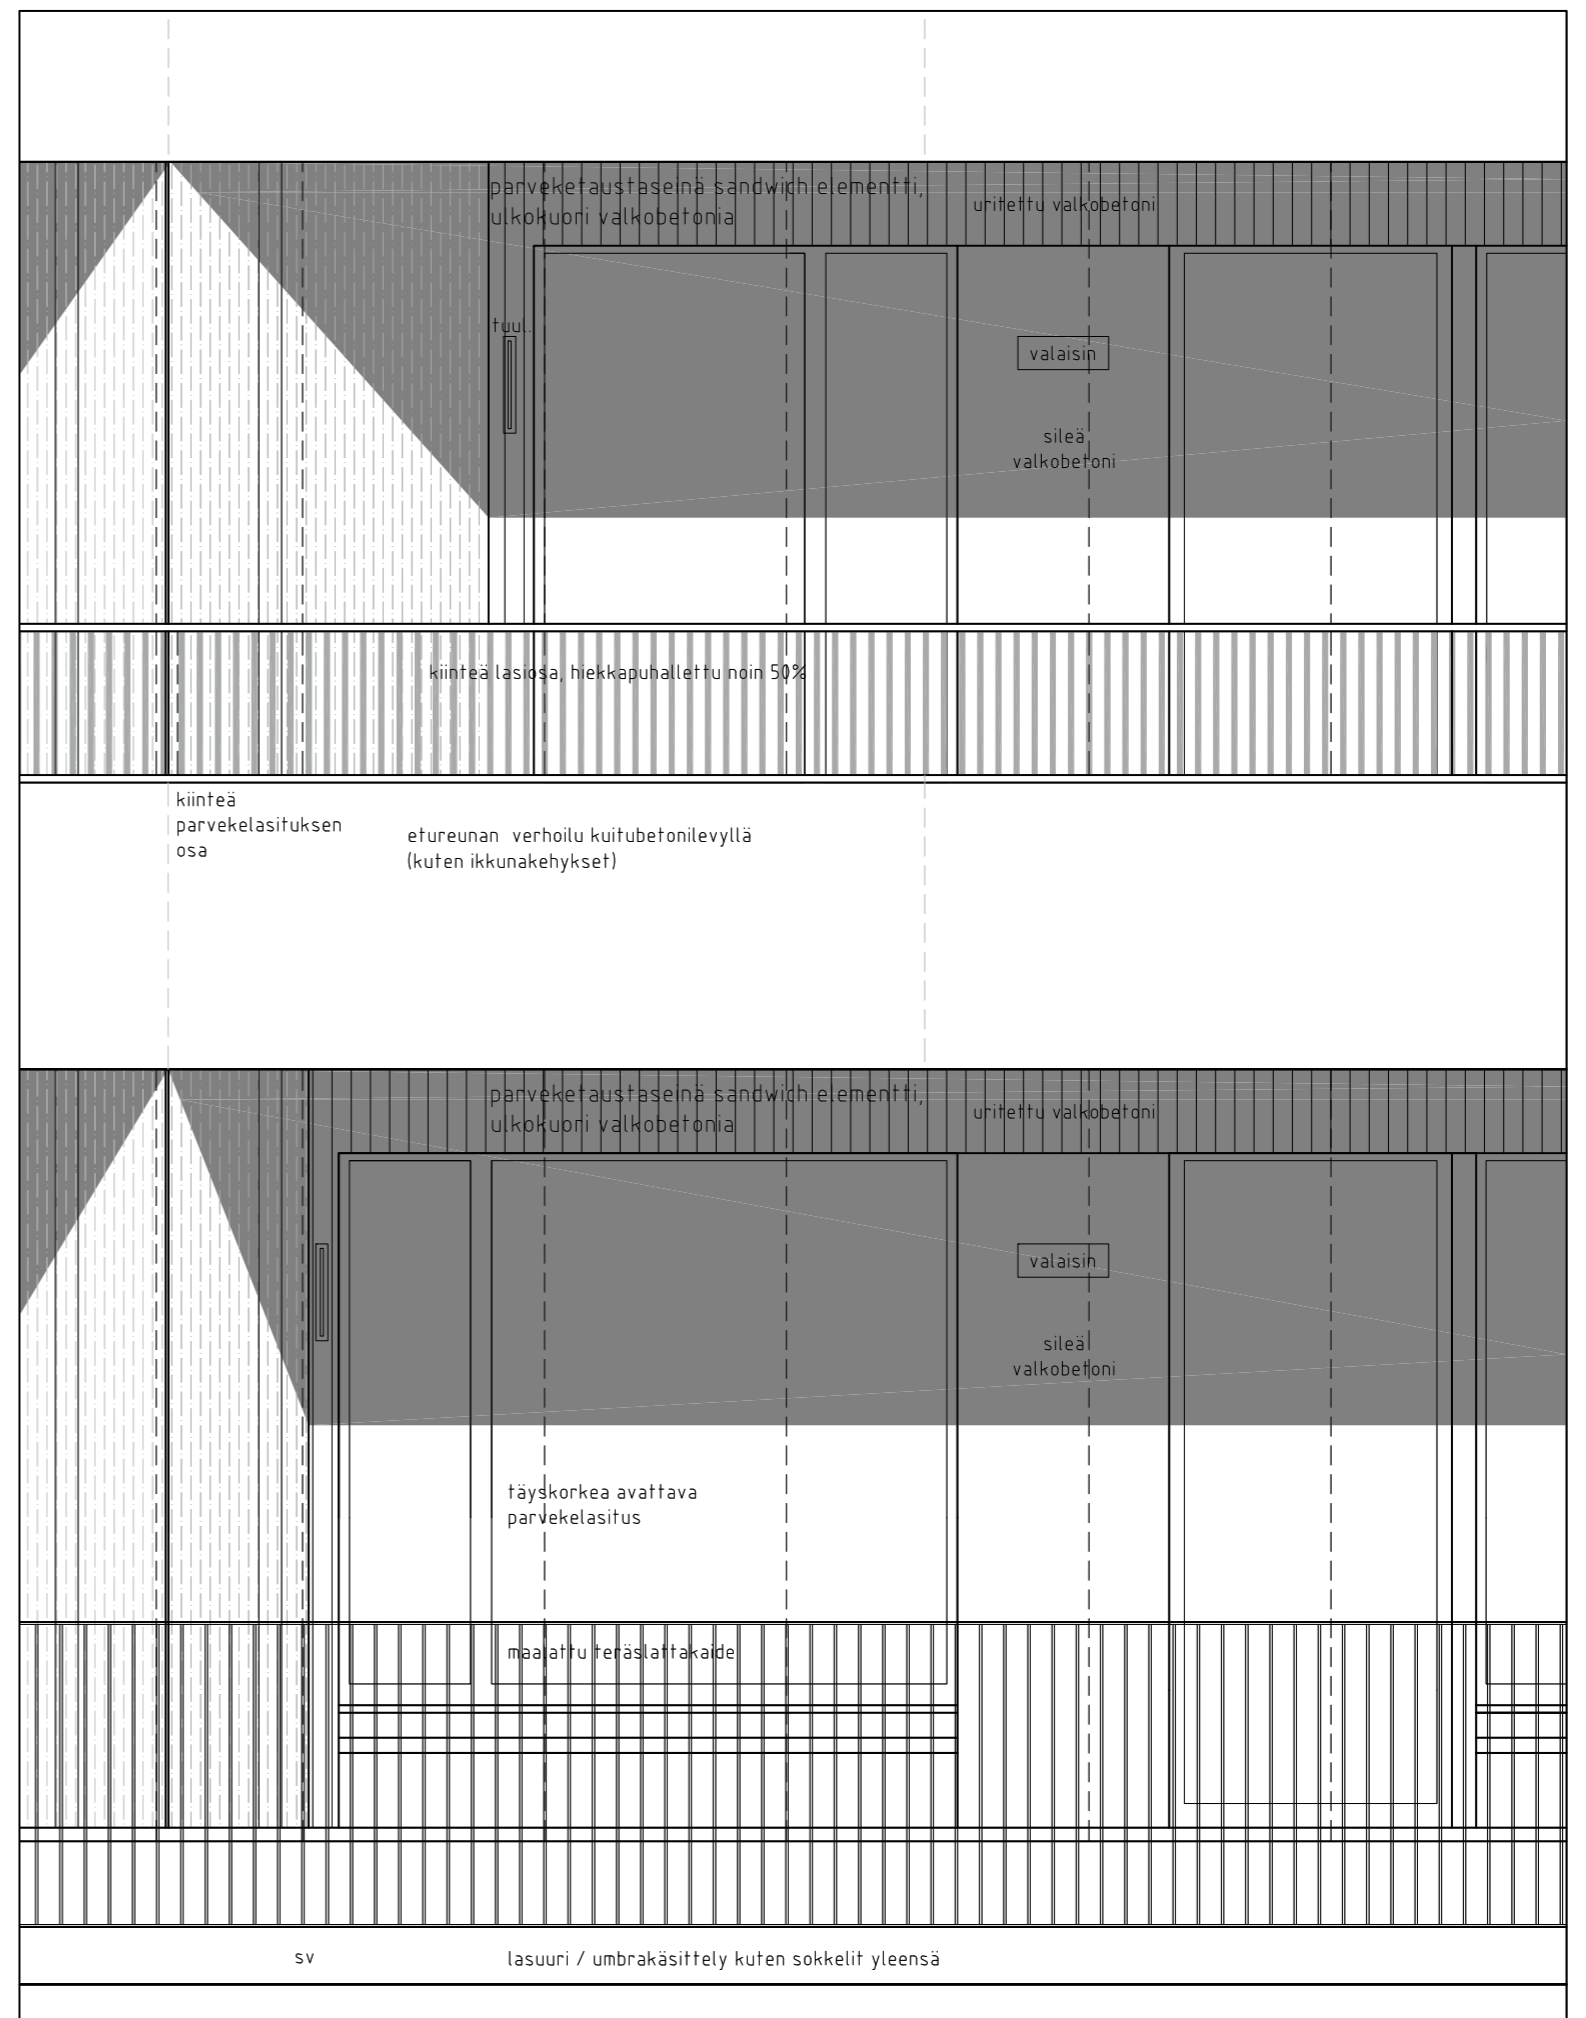 parveketaustaseinä sandwich elementti,
ulkokuori valkobetonia
uritettu valkobetoni
tuul.
valaisin
sileä
valkobetoni
kiinteä lasiosa, hiekkapuhallettu noin 50%
kiinteä
parvekelasituksen
osa
etureunan verhoilu kuitubetonilevyllä
(kuten ikkunakehykset)
parveketaustaseinä sandwich elementti,
ulkokuori valkobetonia
uritettu valkobetoni
valaisin
sileä
valkobetoni
täyskorkea avattava
parvekelasitus
maalattu teräslattakaide
sv
lasuuri / umbrakäsittely kuten sokkelit yleensä